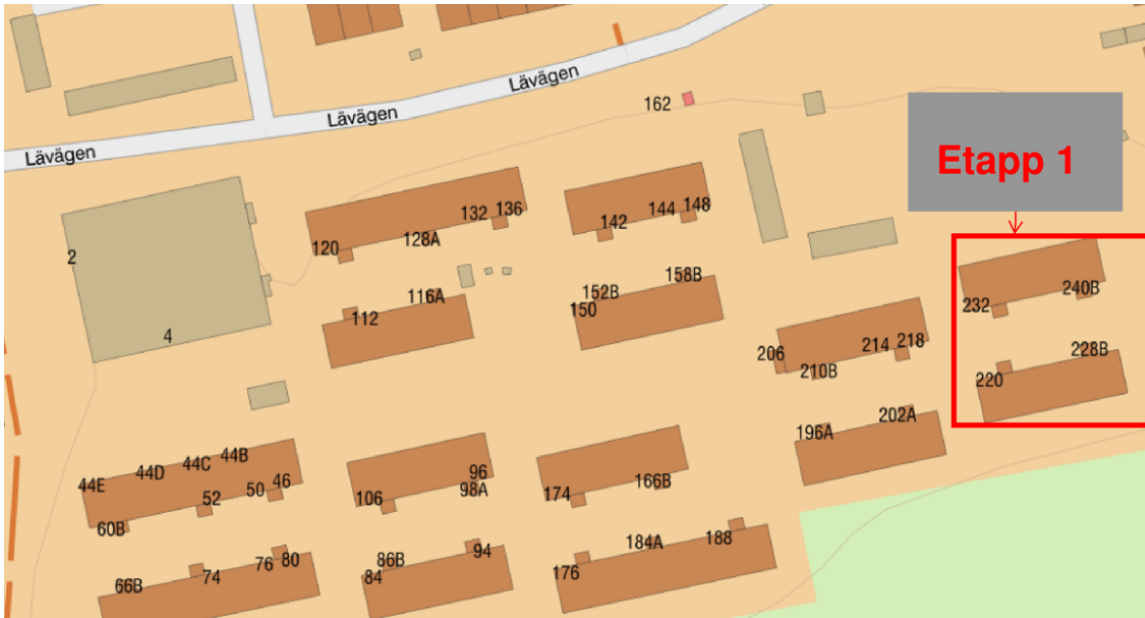 Lävägen
Lävägen
Lävägen
162
Etapp 1
132
136
144
148
142
120
128A
2
158B
116A
152B
150
112
240B
232
4
214
218
206
210B
228B
220
202A
196A
44B
44C
44D
44E
46
50
52
60B
96
98A
106
166B
174
188
184A
176
94
86B
84
80
76
74
66B